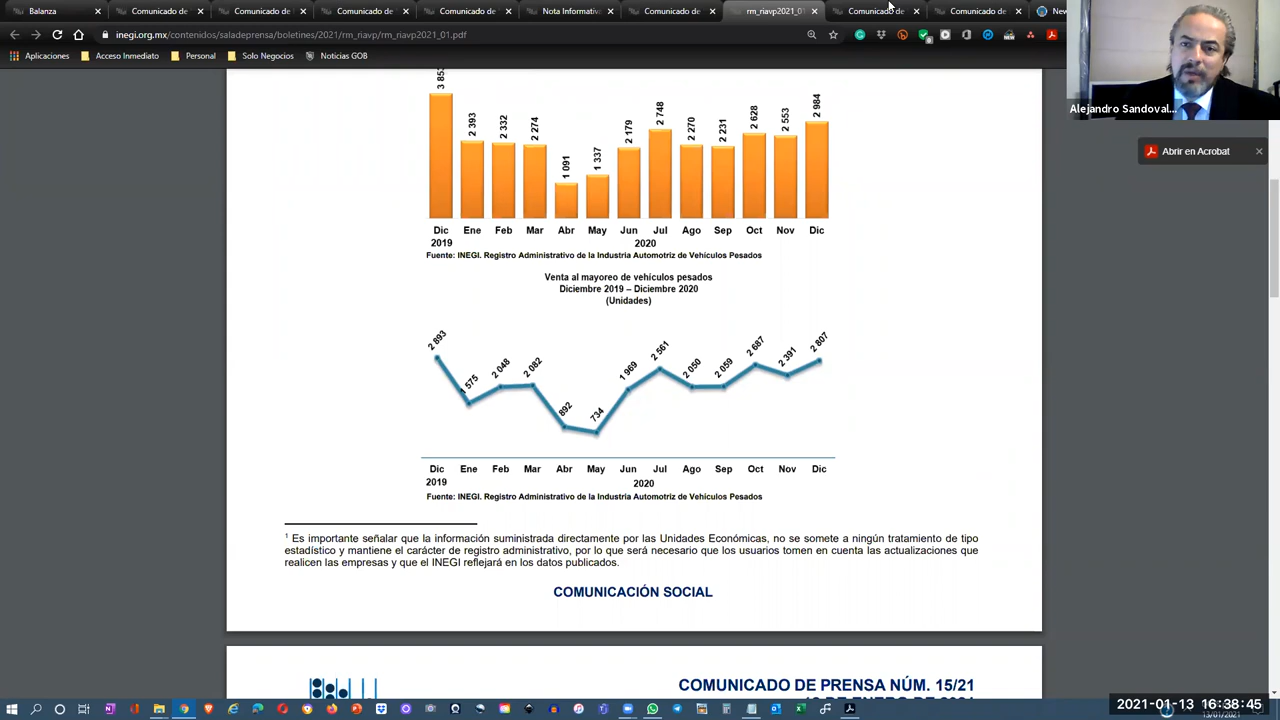 Balanza
Comunicado de
Comunicado de
Comunicado de
Comunicado de
Nota Informativ
Comunicado de
rm_riavp2021_01
Comunicado de
Comunicado de
New
inegi.org.mx/contenidos/saladeprensa/boletines/2021/rm_riavp/rm_riavp2021_01.pdf
Aplicaciones
Acceso Inmediato
Personal
Solo Negocios
Noticias GOB
Alejandro Sandoval...
Abrir en Acrobat
3 853
2 393
2 332
2 274
1 091
1 337
2 179
2 748
2 270
2 231
2 628
2 553
2 984
Dic Ene Feb Mar Abr May Jun Jul Ago Sep Oct Nov Dic
2019 2020
Fuente: INEGI. Registro Administrativo de la Industria Automotriz de Vehículos Pesados
Venta al mayoreo de vehículos pesados
Diciembre 2019 – Diciembre 2020
(Unidades)
2 893
1 575
2 048
2 082
892
734
1 969
2 561
2 050
2 059
2 687
2 391
2 807
Dic Ene Feb Mar Abr May Jun Jul Ago Sep Oct Nov Dic
2019 2020
Fuente: INEGI. Registro Administrativo de la Industria Automotriz de Vehículos Pesados
1 Es importante señalar que la información suministrada directamente por las Unidades Económicas, no se somete a ningún tratamiento de tipo
estadístico y mantiene el carácter de registro administrativo, por lo que será necesario que los usuarios tomen en cuenta las actualizaciones que
realicen las empresas y que el INEGI reflejará en los datos publicados.
COMUNICACIÓN SOCIAL
COMUNICADO DE PRENSA NÚM. 15/21
2021-01-13 16:38:45
13/01/2021